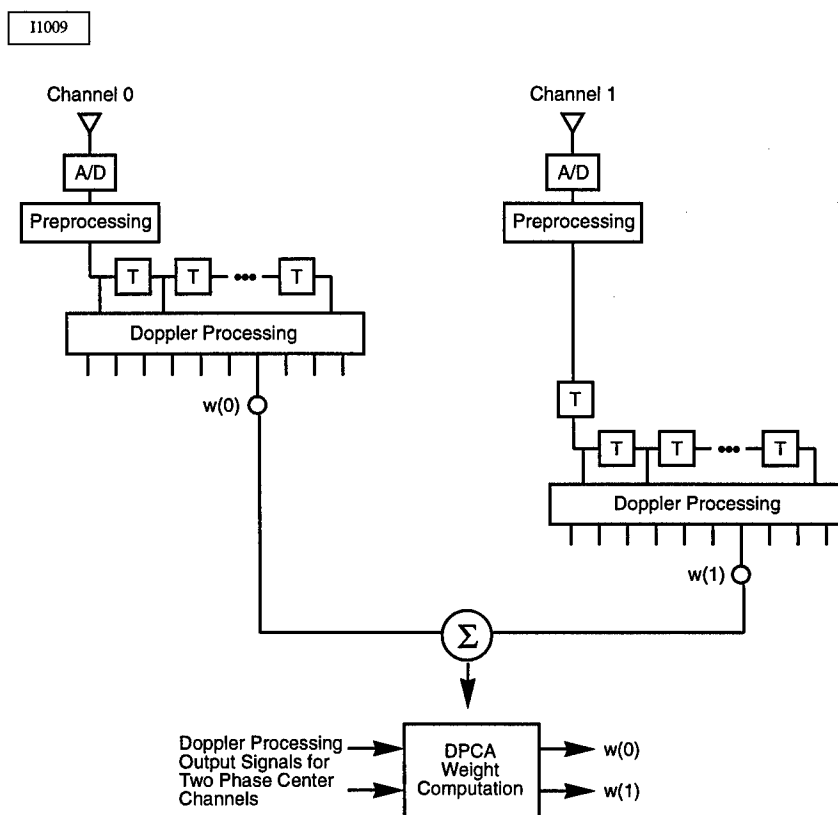 I1009
Channel 0
Channel 1
A/D
A/D
Preprocessing
Preprocessing
T
T
T
Doppler Processing
w(0)
T
T
T
T
Doppler Processing
w(1)
Σ
Doppler Processing
Output Signals for
Two Phase Center
Channels
DPCA
Weight
Computation
w(0)
w(1)